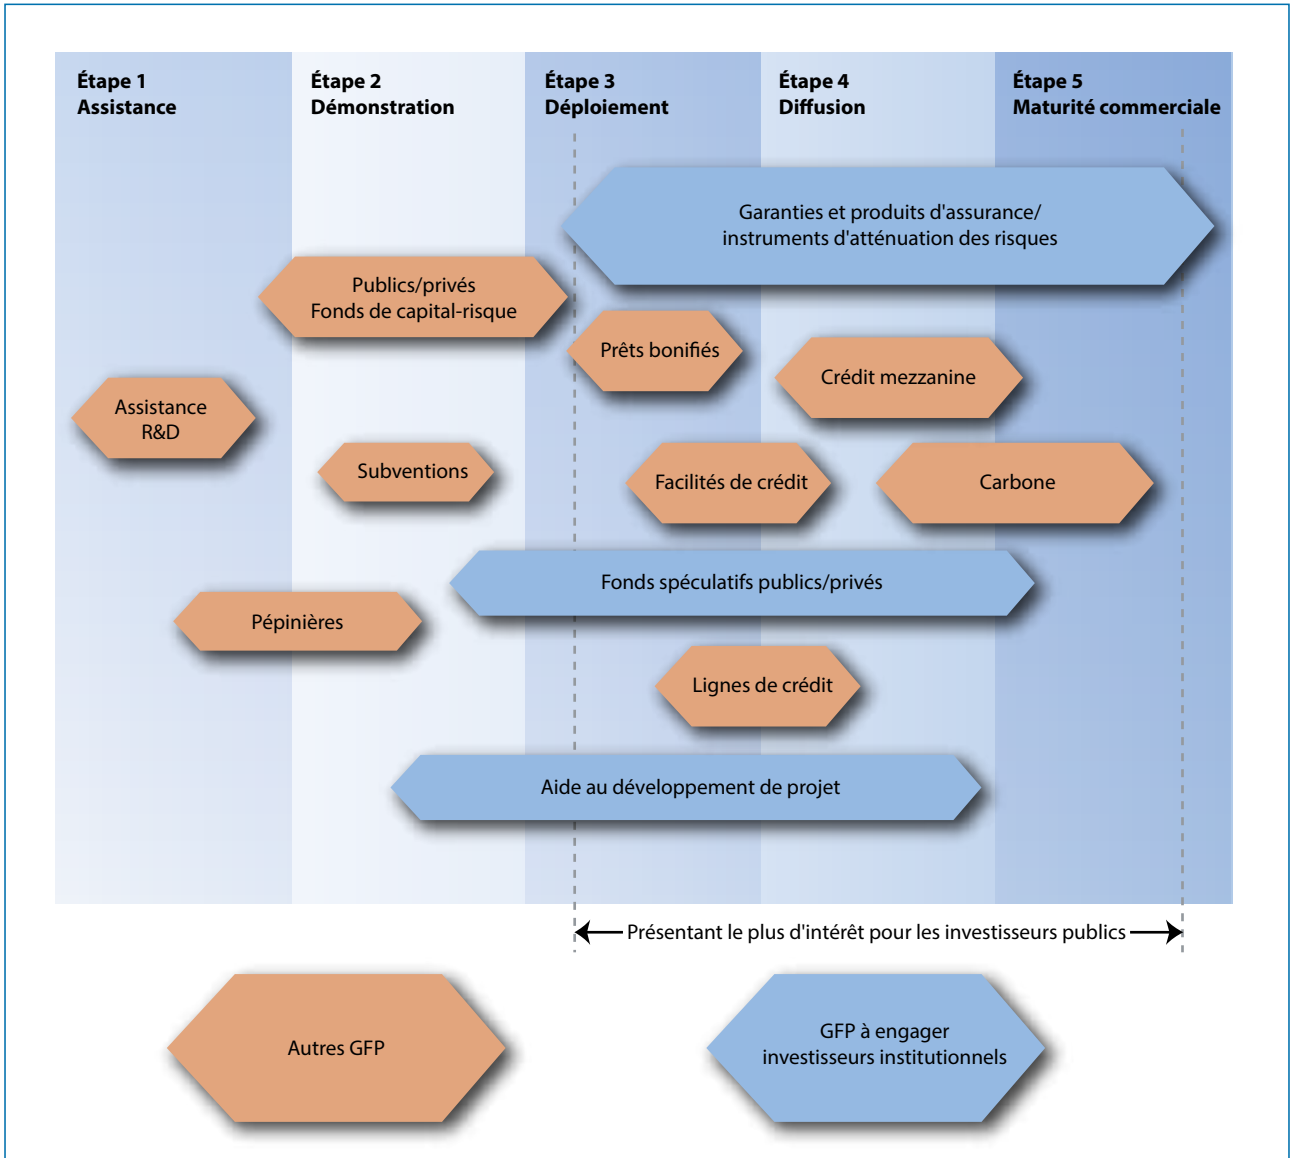 Étape 1
Assistance
Étape 2
Démonstration
Étape 3
Déploiement
Étape 4
Diffusion
Étape 5
Maturité commerciale
Garanties et produits d'assurance/
instruments d'atténuation des risques
Publics/privés
Fonds de capital-risque
Prêts bonifiés
Crédit mezzanine
Assistance
R&D
Subventions
Facilités de crédit
Carbone
Fonds spéculatifs publics/privés
Pépinières
Lignes de crédit
Aide au développement de projet
Présentant le plus d'intérêt pour les investisseurs publics
Autres GFP
GFP à engager
investisseurs institutionnels